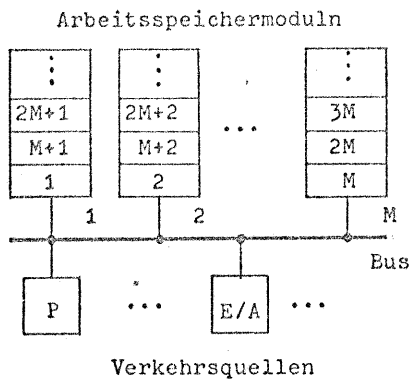 Arbeitsspeichermoduln
2M+1 2M+2 3M
M+1 M+2 ... 2M
1 2 M
1 2 M
Bus
P ... E/A ...
Verkehrsquellen